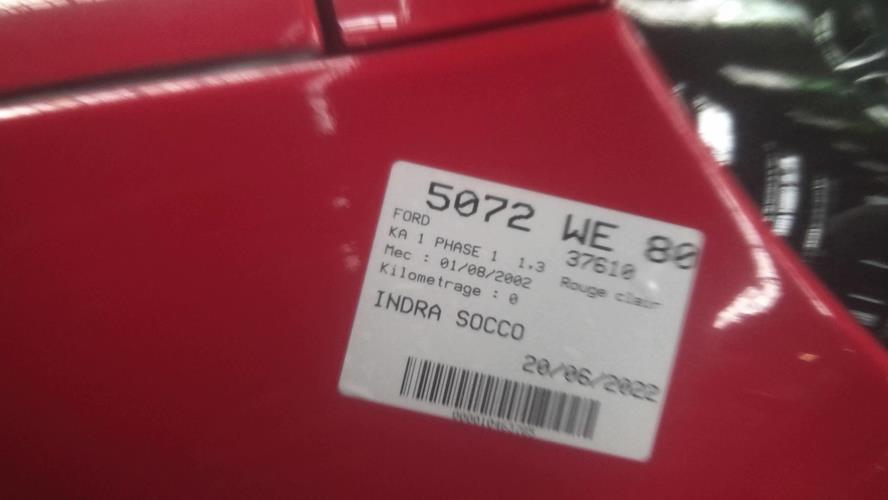 5072 WE 80
FORD 37610
KA 1 PHASE 1 1.3 Rouge clair
Mec : 01/08/2002
Kilometrage : 0
INDRA SOCCO
20/06/2022